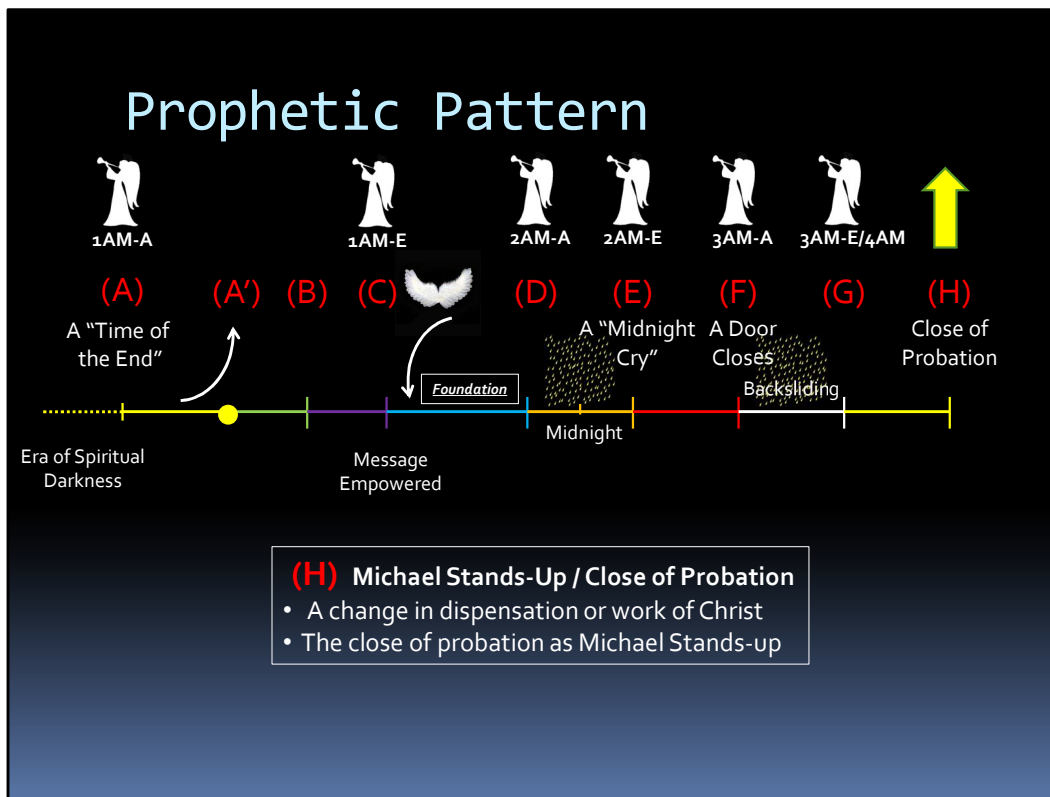 Prophetic Pattern
1AM-A
1AM-E
2AM-A
2AM-E
3AM-A
3AM-E/4AM
(A)
(A’)
(B)
(C)
(D)
(E)
(F)
(G)
(H)
A “Time of
the End”
A “Midnight
Cry”
A Door
Closes
Close of
Probation
Foundation
Backsliding
Midnight
Era of Spiritual
Darkness
Message
Empowered
(H) Michael Stands-Up / Close of Probation
• A change in dispensation or work of Christ
• The close of probation as Michael Stands-up